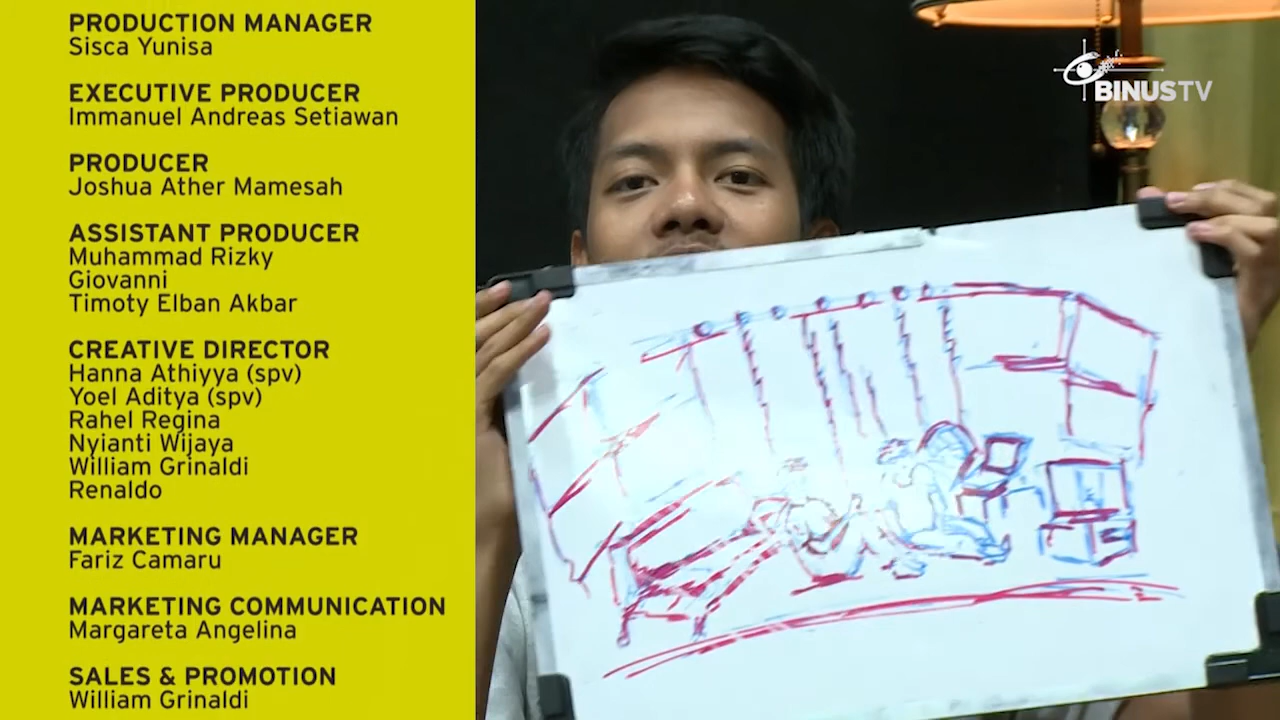 PRODUCTION MANAGER
Sisca Yunisa
EXECUTIVE PRODUCER
Immanuel Andreas Setiawan
PRODUCER
Joshua Ather Mamesah
ASSISTANT PRODUCER
Muhammad Rizky
Giovanni
Timoty Elban Akbar
CREATIVE DIRECTOR
Hanna Athiyya (spv)
Yoel Aditya (spv)
Rahel Regina
Nyianti Wijaya
William Grinaldi
Renaldo
MARKETING MANAGER
Fariz Camaru
MARKETING COMMUNICATION
Margareta Angelina
SALES & PROMOTION
William Grinaldi
BINUSTV